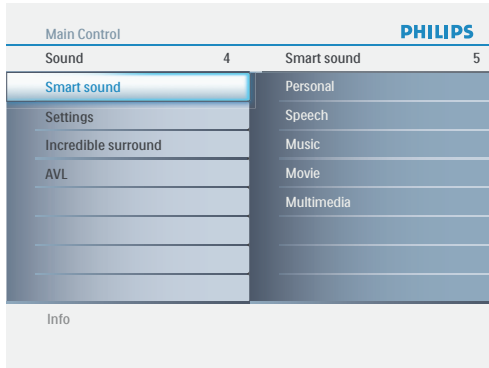 Main Control
PHILIPS
Sound 4
Smart sound 5
Smart sound
Personal
Settings
Speech
Incredible surround
Music
AVL
Movie
Multimedia
Info